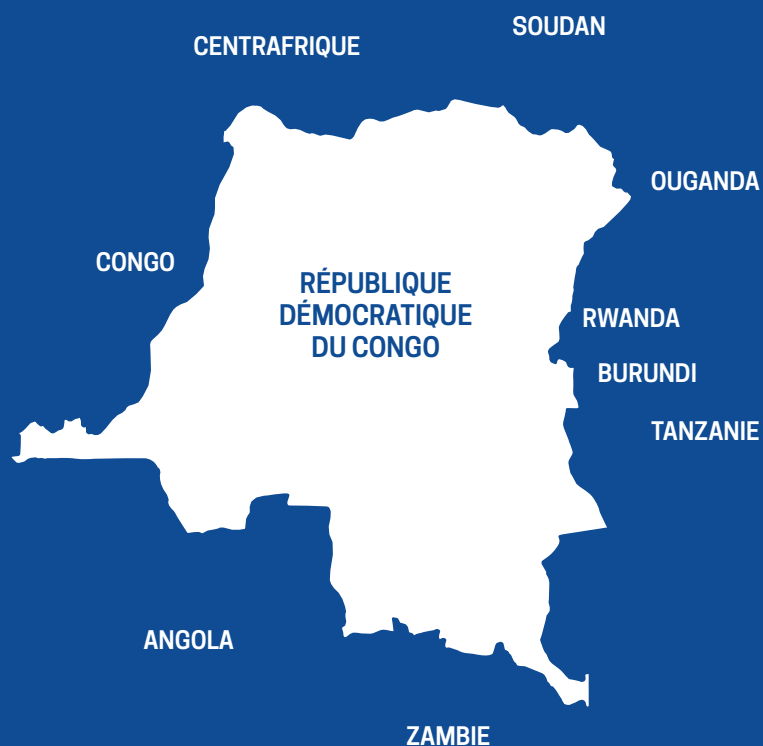 SOUDAN
CENTRAFRIQUE
OUGANDA
CONGO
RÉPUBLIQUE
DÉMOCRATIQUE
DU CONGO
RWANDA
BURUNDI
TANZANIE
ANGOLA
ZAMBIE